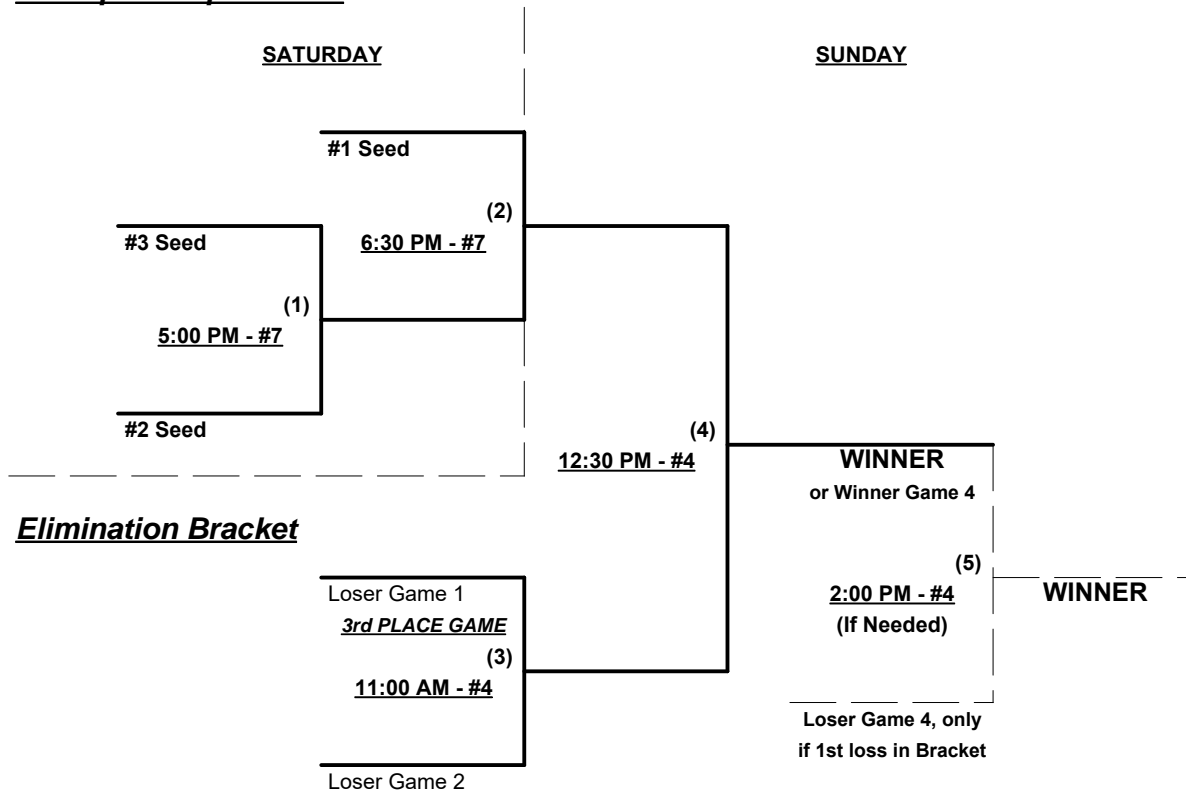 SATURDAY
SUNDAY
#1 Seed
(2)
6:30 PM - #7
#3 Seed
(1)
5:00 PM - #7
#2 Seed
(4)
12:30 PM - #4
WINNER
or Winner Game 4
(5)
2:00 PM - #4
(If Needed)
WINNER
Loser Game 4, only
if 1st loss in Bracket
Elimination Bracket
Loser Game 1
3rd PLACE GAME
(3)
11:00 AM - #4
Loser Game 2